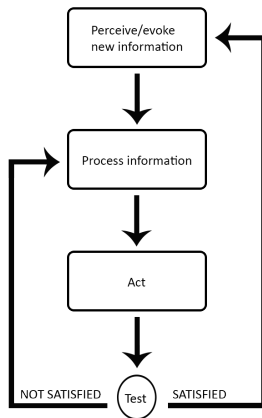 Perceive/evoke
new information
Process information
Act
NOT SATISFIED
Test
SATISFIED